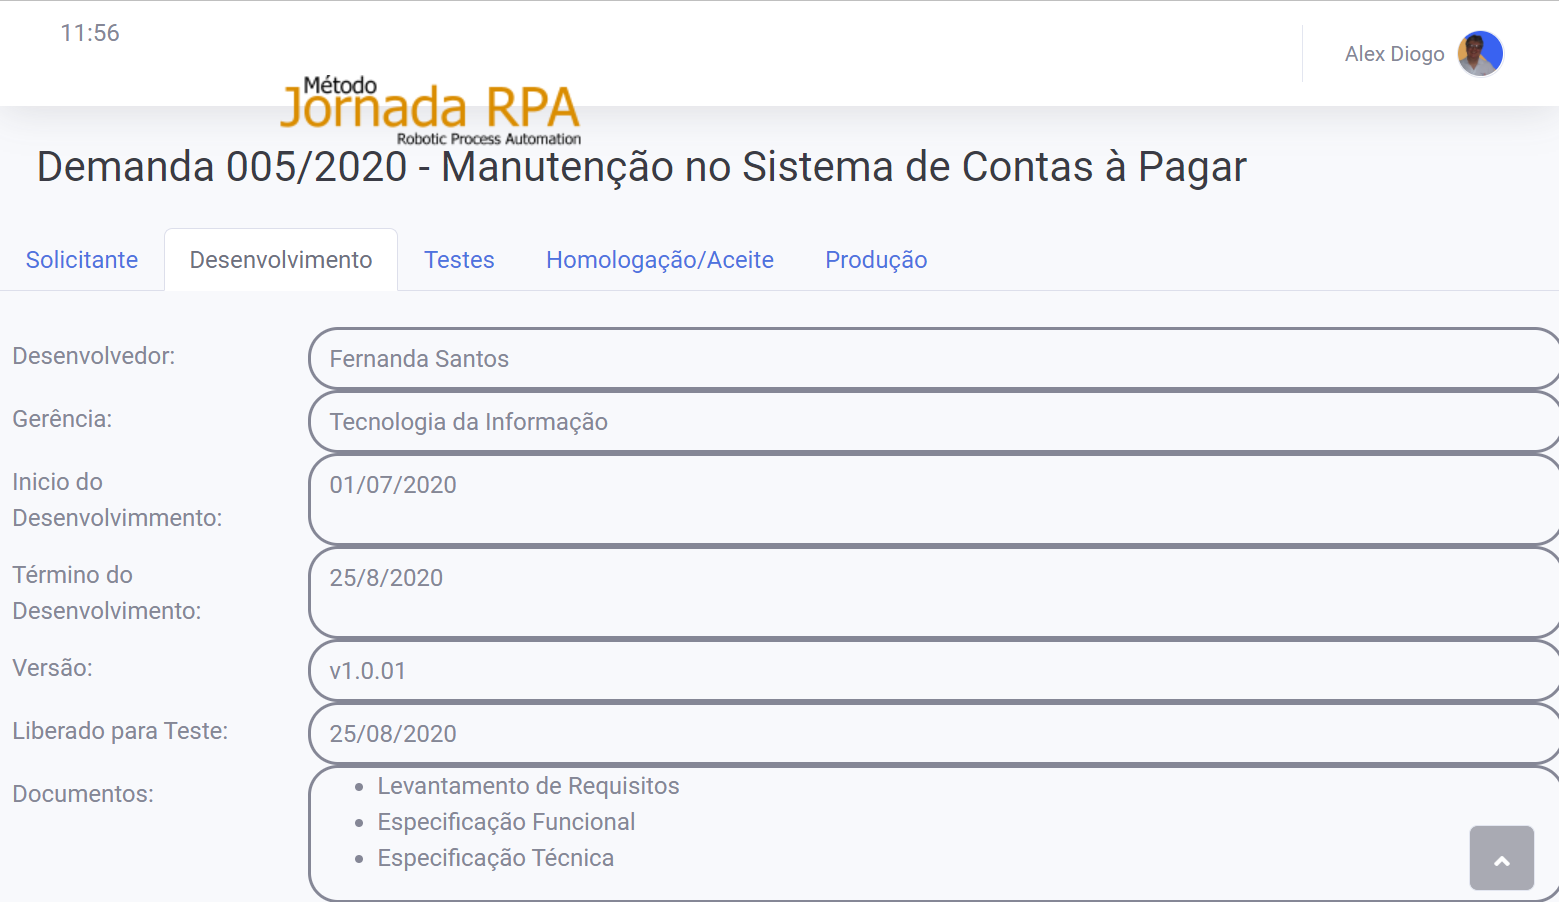 11:56
Alex Diogo
Método
Jornada RPA
Robotic Process Automation
Demanda 005/2020 - Manutenção no Sistema de Contas à Pagar
Solicitante
Desenvolvimento
Testes
Homologação/Aceite
Produção
Desenvolvedor:
Fernanda Santos
Gerência:
Tecnologia da Informação
Inicio do
Desenvolvimmento:
01/07/2020
Término do
Desenvolvimento:
25/8/2020
Versão:
v1.0.01
Liberado para Teste:
25/08/2020
Documentos:
Levantamento de Requisitos
Especificação Funcional
Especificação Técnica